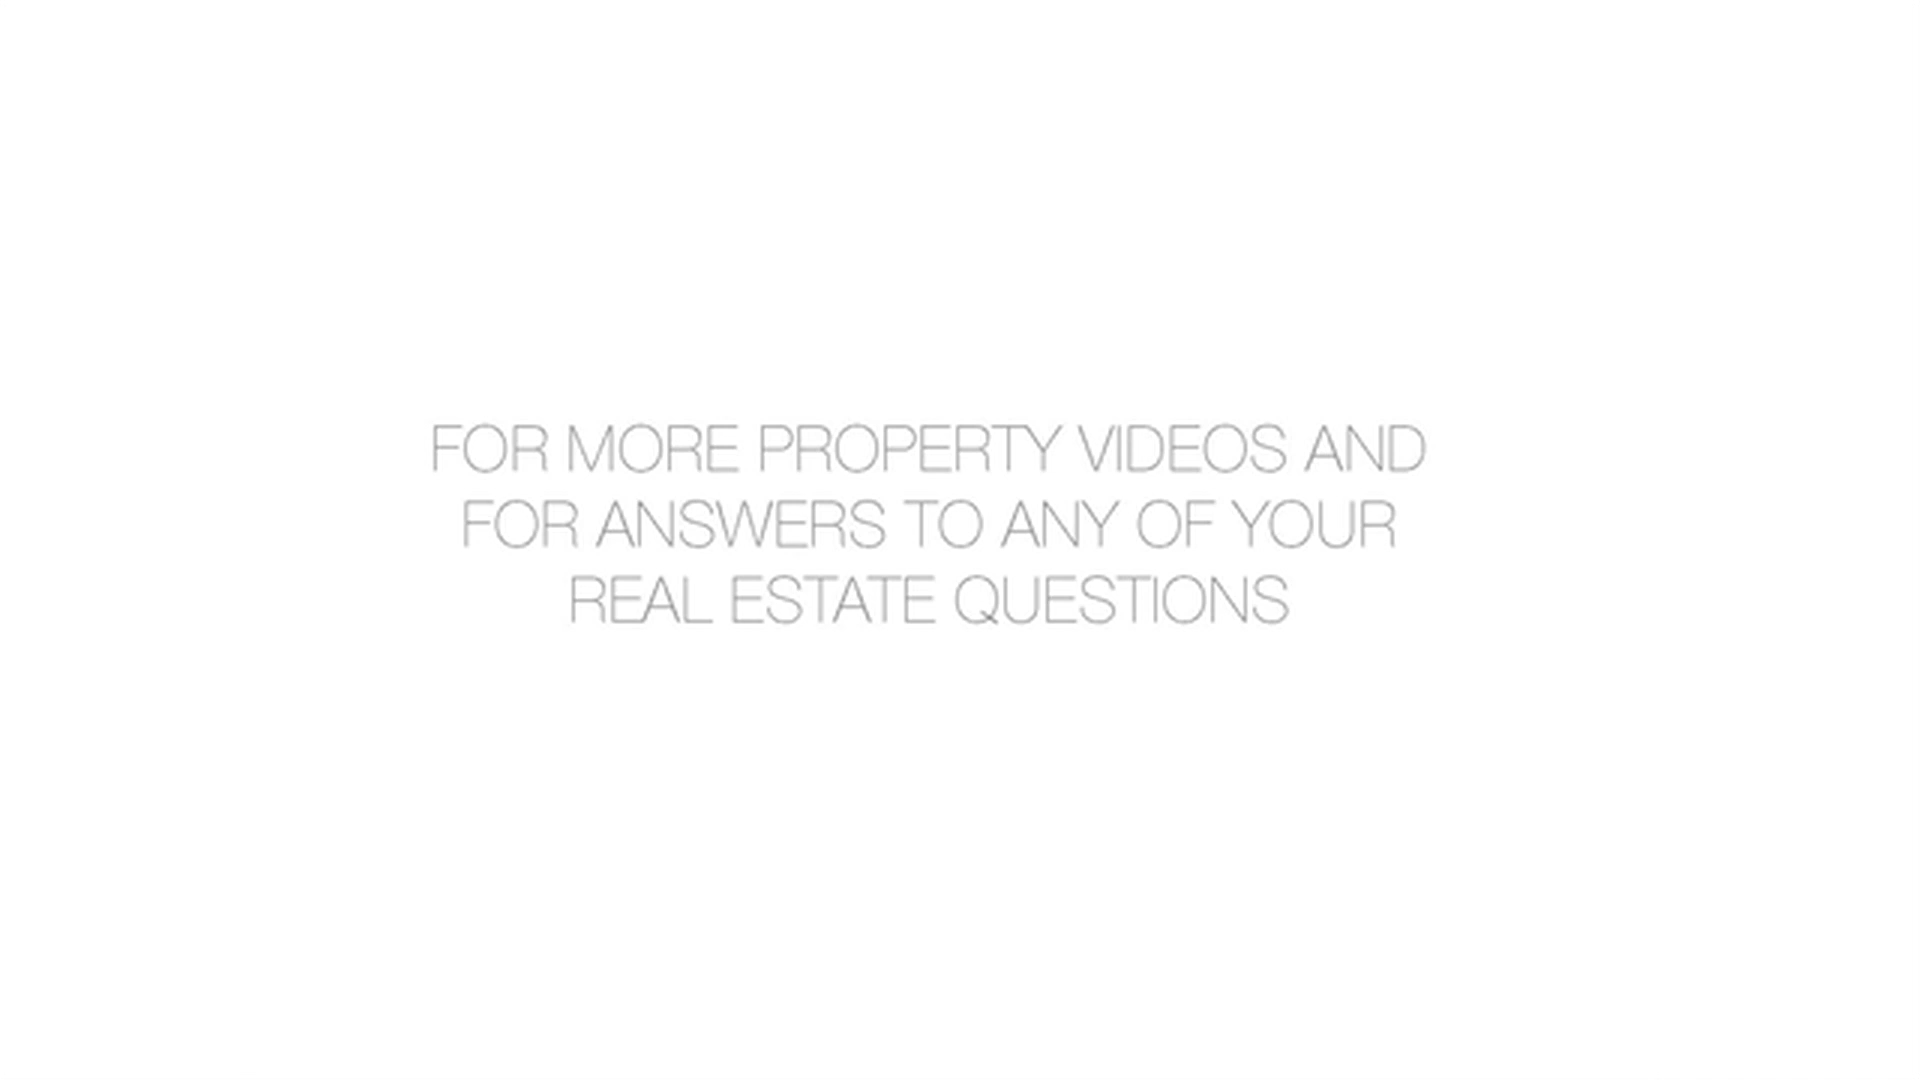 FOR MORE PROPERTY VIDEOS AND
FOR ANSWERS TO ANY OF YOUR
REAL ESTATE QUESTIONS